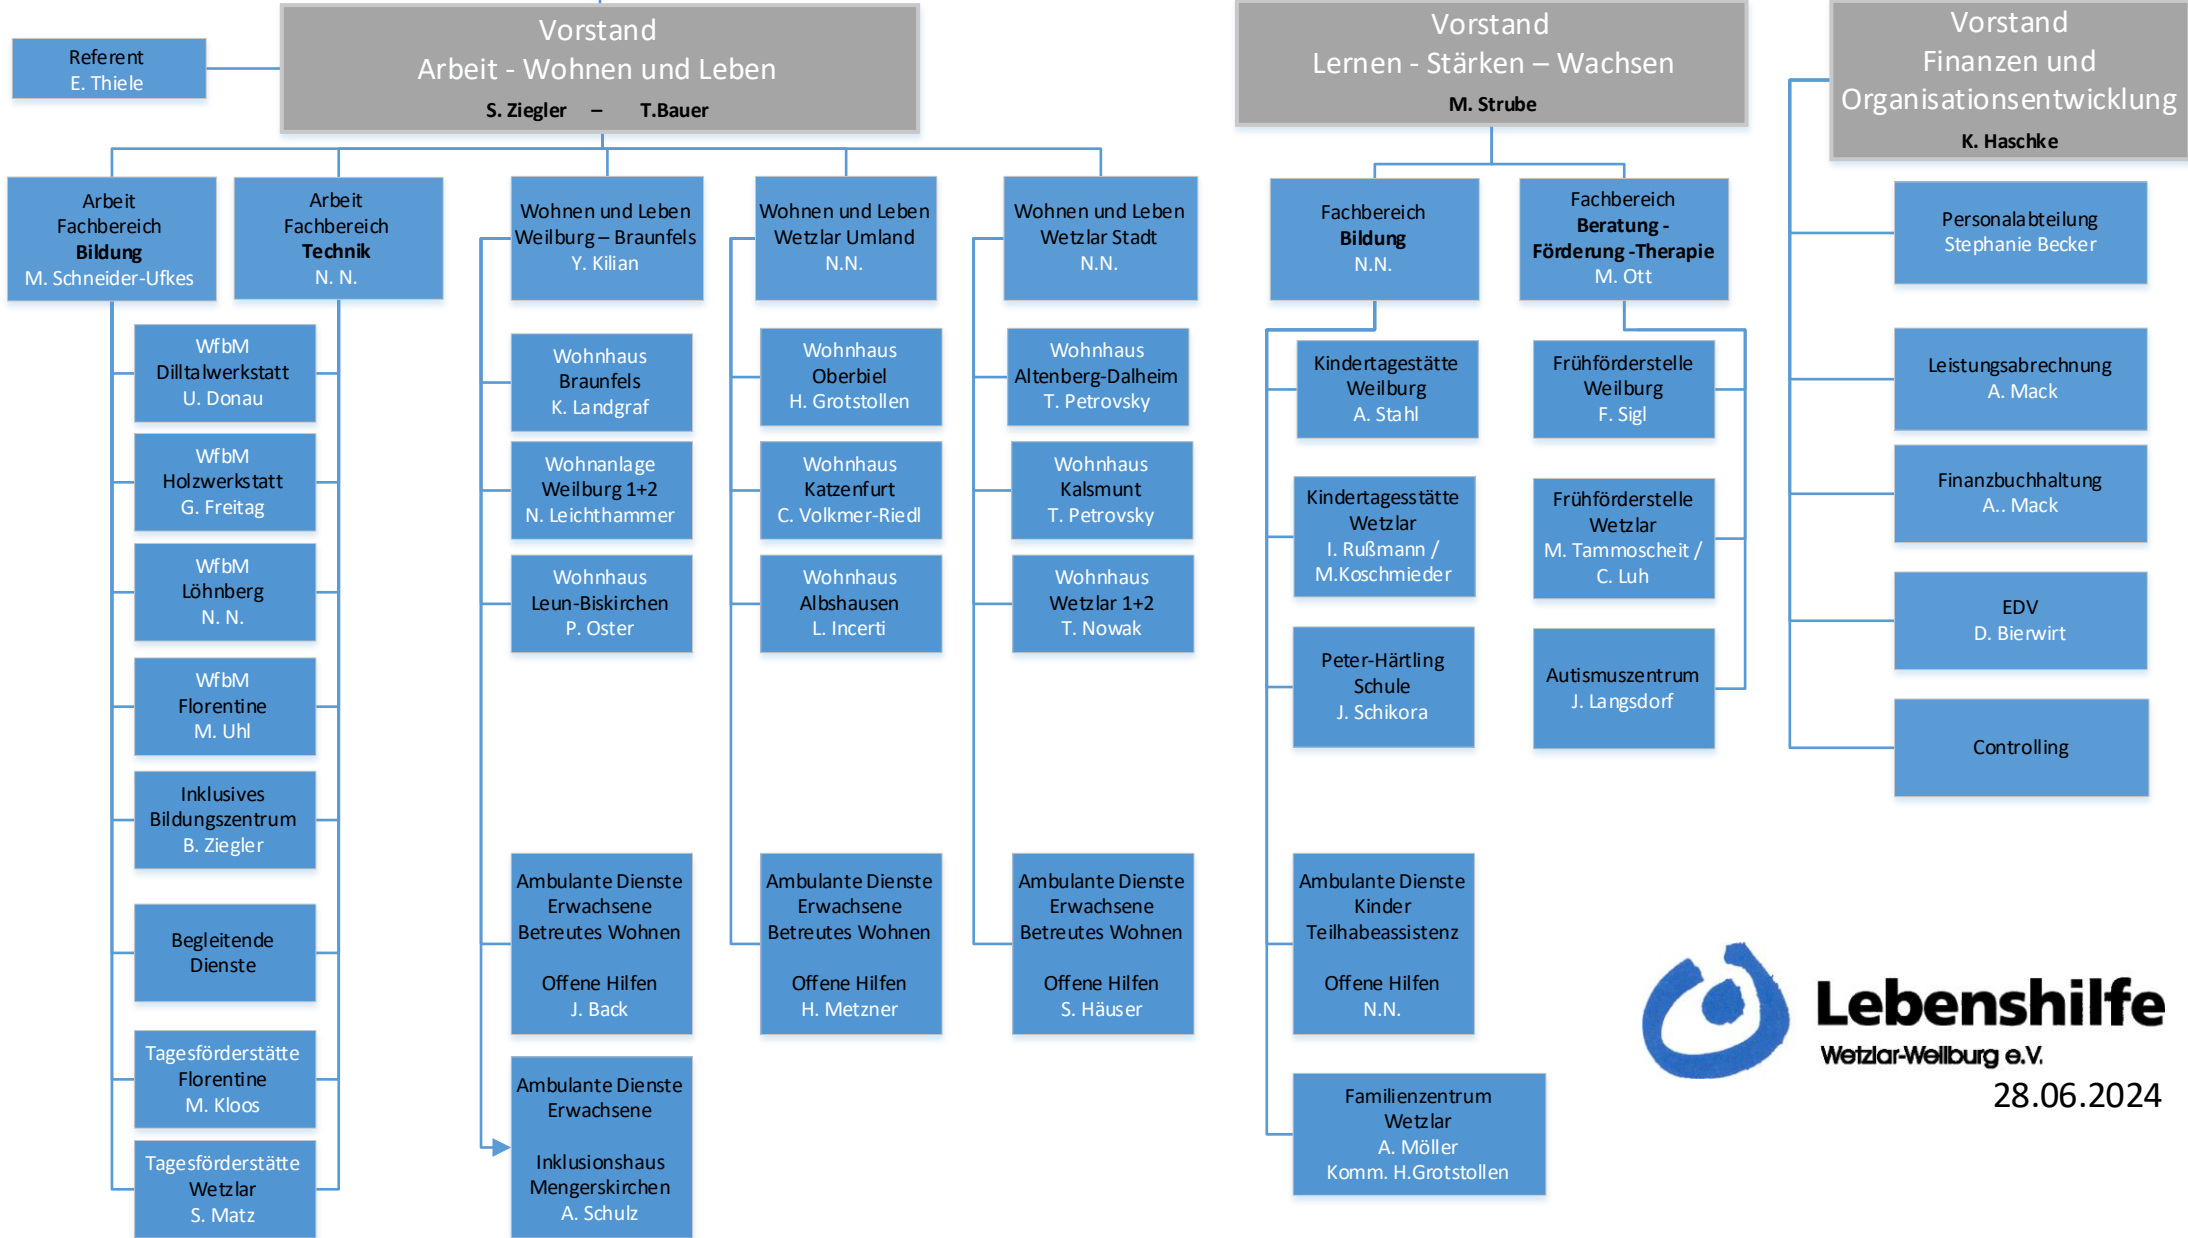 Referent
E. Thiele
Vorstand
Arbeit - Wohnen und Leben
S. Ziegler – T.Bauer
Vorstand
Lernen - Stärken – Wachsen
M. Strube
Vorstand
Finanzen und
Organisationsentwicklung
K. Haschke
Arbeit
Fachbereich
Bildung
M. Schneider-Ufkes
Arbeit
Fachbereich
Technik
N. N.
WfbM
Dilltalwerkstatt
U. Donau
WfbM
Holzwerkstatt
G. Freitag
WfbM
Löhnberg
N. N.
WfbM
Florentine
M. Uhl
Inklusives
Bildungszentrum
B. Ziegler
Begleitende
Dienste
Tagesförderstätte
Florentine
M. Kloos
Tagesförderstätte
Wetzlar
S. Matz
Wohnen und Leben
Weilburg – Braunfels
Y. Kilian
Wohnhaus
Braunfels
K. Landgraf
Wohnanlage
Weilburg 1+2
N. Leichthammer
Wohnhaus
Leun-Biskirchen
P. Oster
Ambulante Dienste
Erwachsene
Betreutes Wohnen
Offene Hilfen
J. Back
Ambulante Dienste
Erwachsene
Inklusionshaus
Mengerskirchen
A. Schulz
Wohnen und Leben
Wetzlar Umland
N.N.
Wohnhaus
Oberbiel
H. Grotstollen
Wohnhaus
Katzenfurt
C. Volkmer-Riedl
Wohnhaus
Albshausen
L. Incerti
Ambulante Dienste
Erwachsene
Betreutes Wohnen
Offene Hilfen
H. Metzner
Wohnen und Leben
Wetzlar Stadt
N.N.
Wohnhaus
Altenberg-Dalheim
T. Petrovsky
Wohnhaus
Kalsmunt
T. Petrovsky
Wohnhaus
Wetzlar 1+2
T. Nowak
Ambulante Dienste
Erwachsene
Betreutes Wohnen
Offene Hilfen
S. Häuser
Fachbereich
Bildung
N.N.
Kindertagestätte
Weilburg
A. Stahl
Kindertagesstätte
Wetzlar
I. Rußmann /
M.Koschmieder
Peter-Härtling
Schule
J. Schikora
Ambulante Dienste
Kinder
Teilhabeassistenz
Offene Hilfen
N.N.
Familienzentrum
Wetzlar
A. Möller
Komm. H.Grotstollen
Fachbereich
Beratung -
Förderung -Therapie
M. Ott
Frühförderstelle
Weilburg
F. Sigl
Frühförderstelle
Wetzlar
M. Tammoscheit /
C. Luh
Autismuszentrum
J. Langsdorf
Personalabteilung
Stephanie Becker
Leistungsabrechnung
A. Mack
Finanzbuchhaltung
A.. Mack
EDV
D. Bierwirt
Controlling
Lebenshilfe
Wetzlar-Weilburg e.V.
28.06.2024